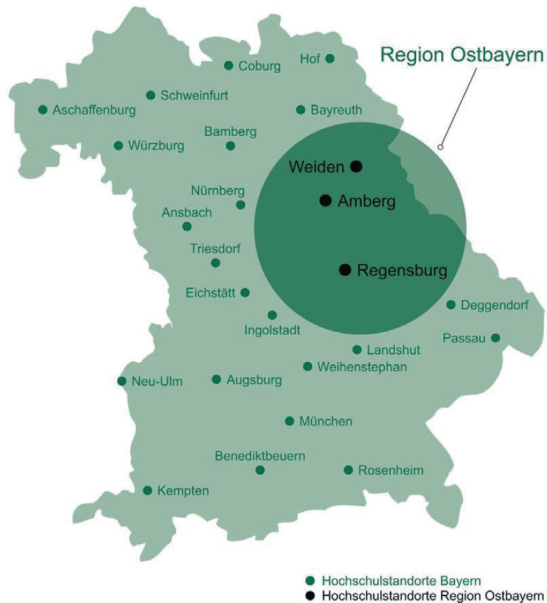 Region Ostbayern
Hof
Coburg
Schweinfurt
Aschaffenburg
Bayreuth
Würzburg
Bamberg
Weiden
Nürnberg
Amberg
Ansbach
Triesdorf
Regensburg
Eichstätt
Deggendorf
Ingolstadt
Passau
Landshut
Weihenstephan
Neu-Ulm
Augsburg
München
Benediktbeuern
Rosenheim
Kempten
Hochschulstandorte Bayern
Hochschulstandorte Region Ostbayern